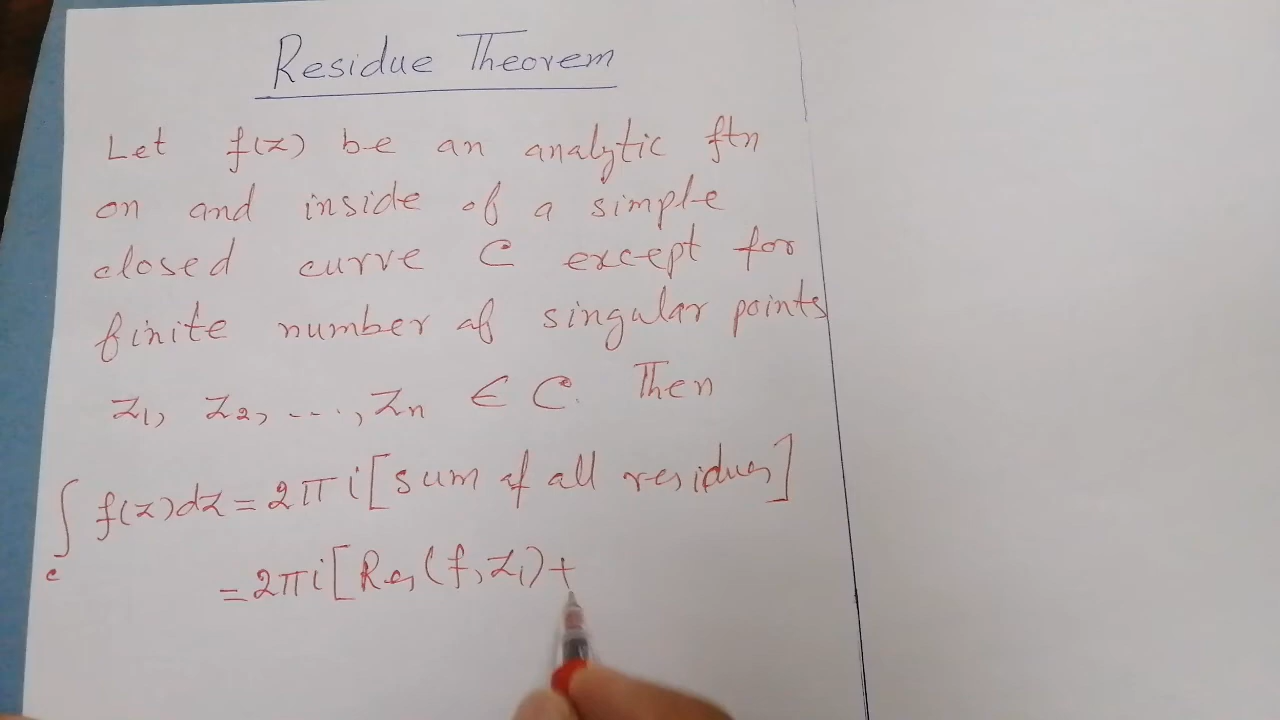 Residue Theorem
Let f(z) be an analytic ftn
on and inside of a simple
closed curve C except for
finite number of singular points
z₁, z₂, ..., zₙ ∈ C. Then
∫c f(z)dz = 2πi[sum of all residues]
= 2πi[Res(f,z₁)+